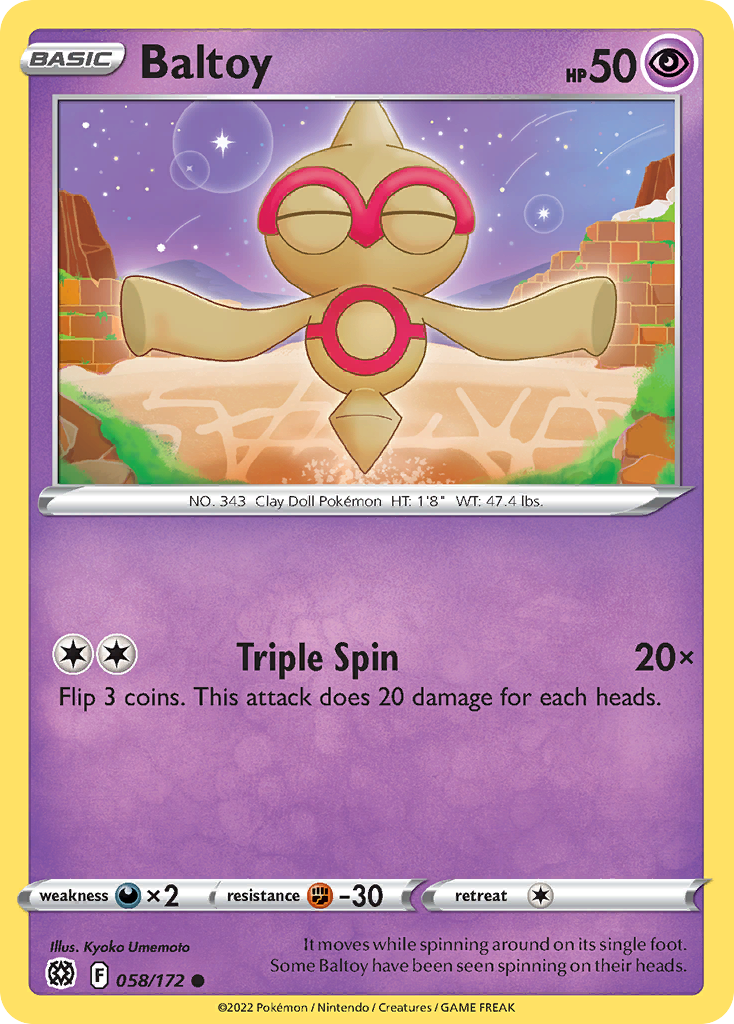 BASIC Baltoy HP 50
NO. 343 Clay Doll Pokémon HT: 1'8" WT: 47.4 lbs.
Triple Spin 20×
Flip 3 coins. This attack does 20 damage for each heads.
weakness ×2 resistance -30 retreat
Illus. Kyoko Umemoto
It moves while spinning around on its single foot.
Some Baltoy have been seen spinning on their heads.
F 058/172
©2022 Pokémon / Nintendo / Creatures / GAME FREAK